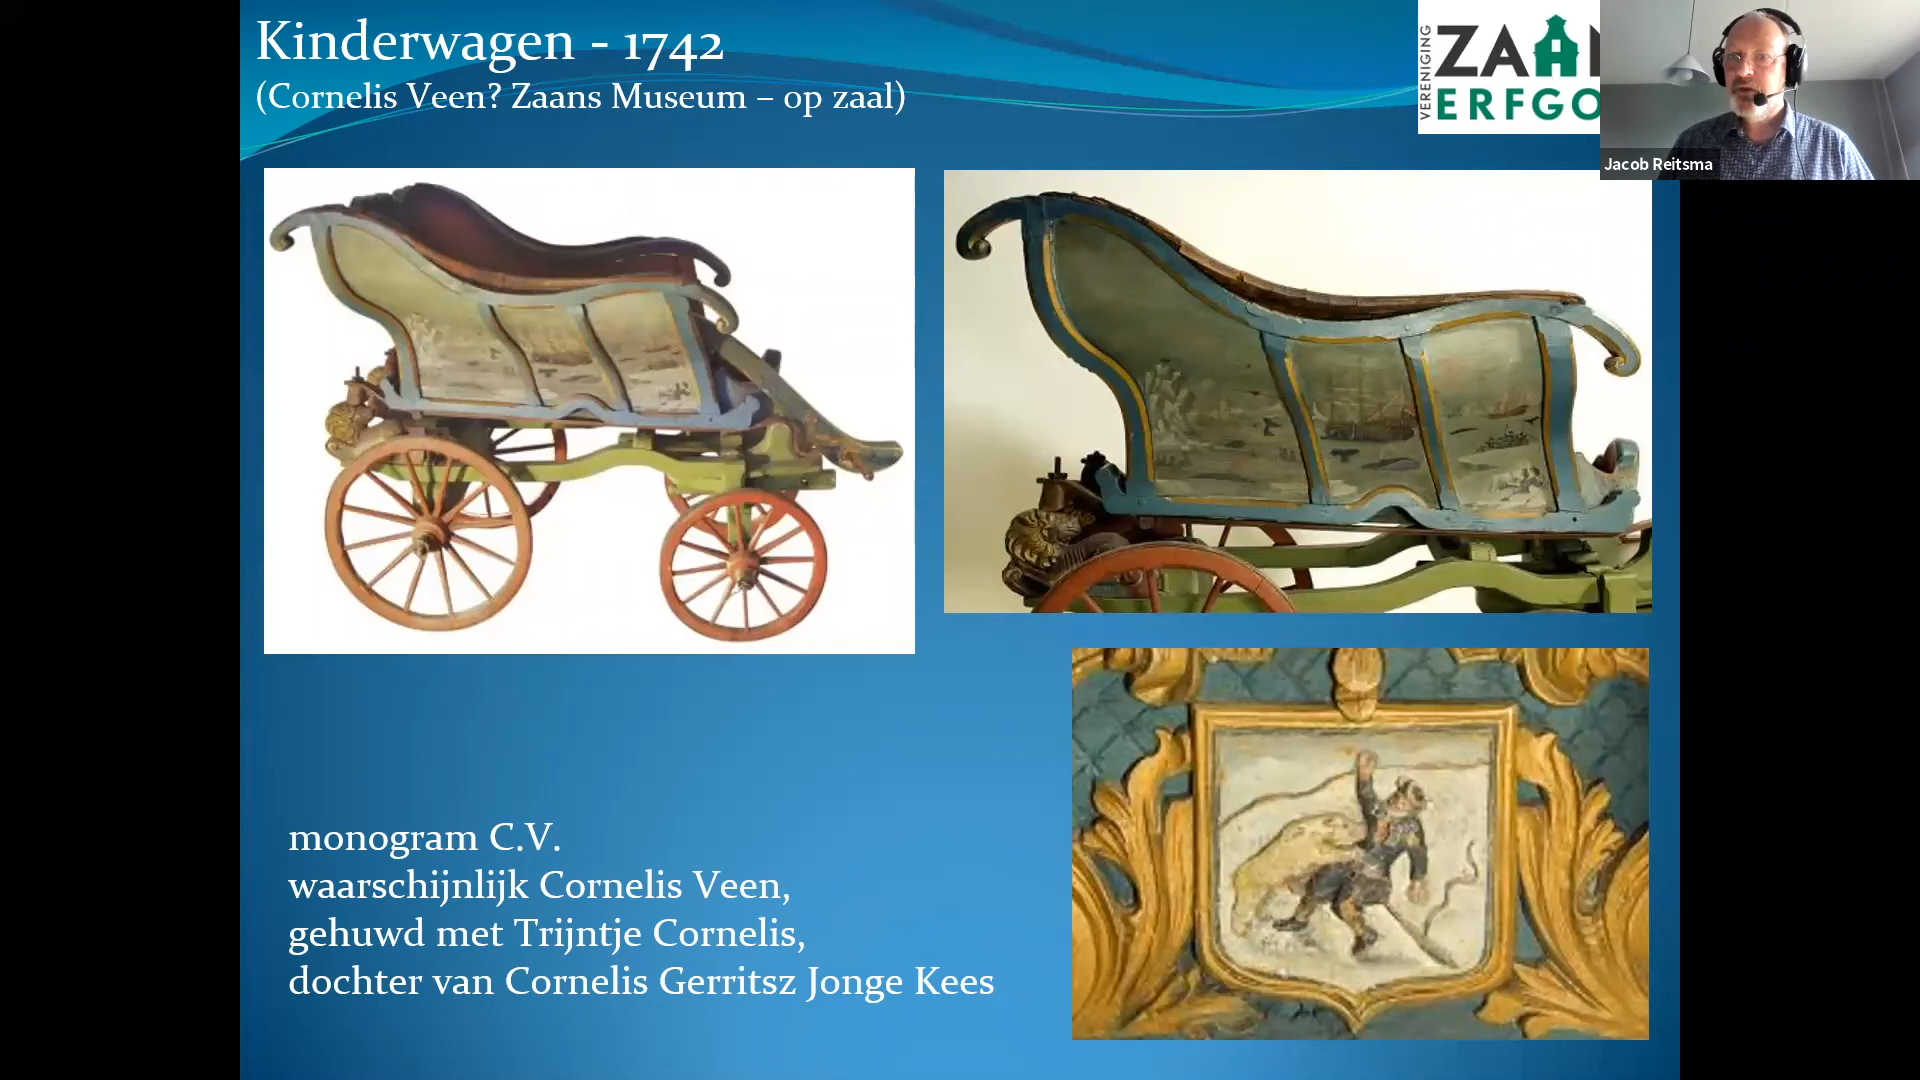 Kinderwagen - 1742
(Cornelis Veen? Zaans Museum – op zaal)
VERENIGING
ERFGO
Jacob Reitsma
monogram C.V.
waarschijnlijk Cornelis Veen,
gehuwd met Trijntje Cornelis,
dochter van Cornelis Gerritsz Jonge Kees